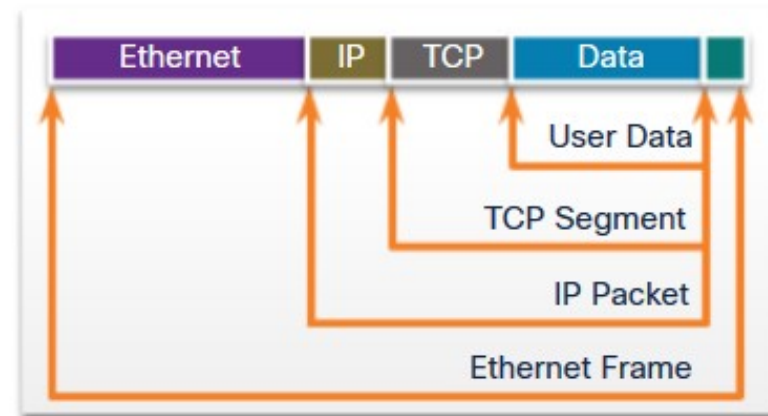 Ethernet IP TCP Data
User Data
TCP Segment
IP Packet
Ethernet Frame